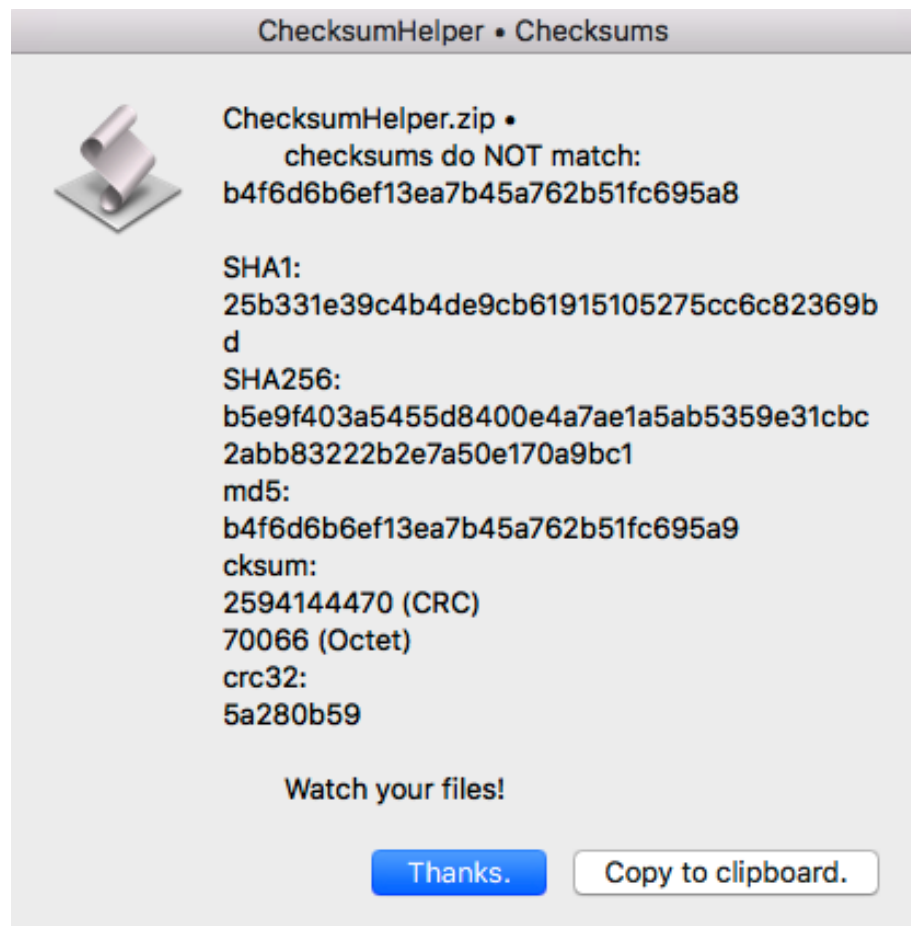 ChecksumHelper • Checksums
ChecksumHelper.zip •
checksums do NOT match:
b4f6d6b6ef13ea7b45a762b51fc695a8
SHA1:
25b331e39c4b4de9cb61915105275cc6c82369b
d
SHA256:
b5e9f403a5455d8400e4a7ae1a5ab5359e31cbc
2abb83222b2e7a50e170a9bc1
md5:
b4f6d6b6ef13ea7b45a762b51fc695a9
cksum:
2594144470 (CRC)
70066 (Octet)
crc32:
5a280b59
Watch your files!
Thanks.
Copy to clipboard.